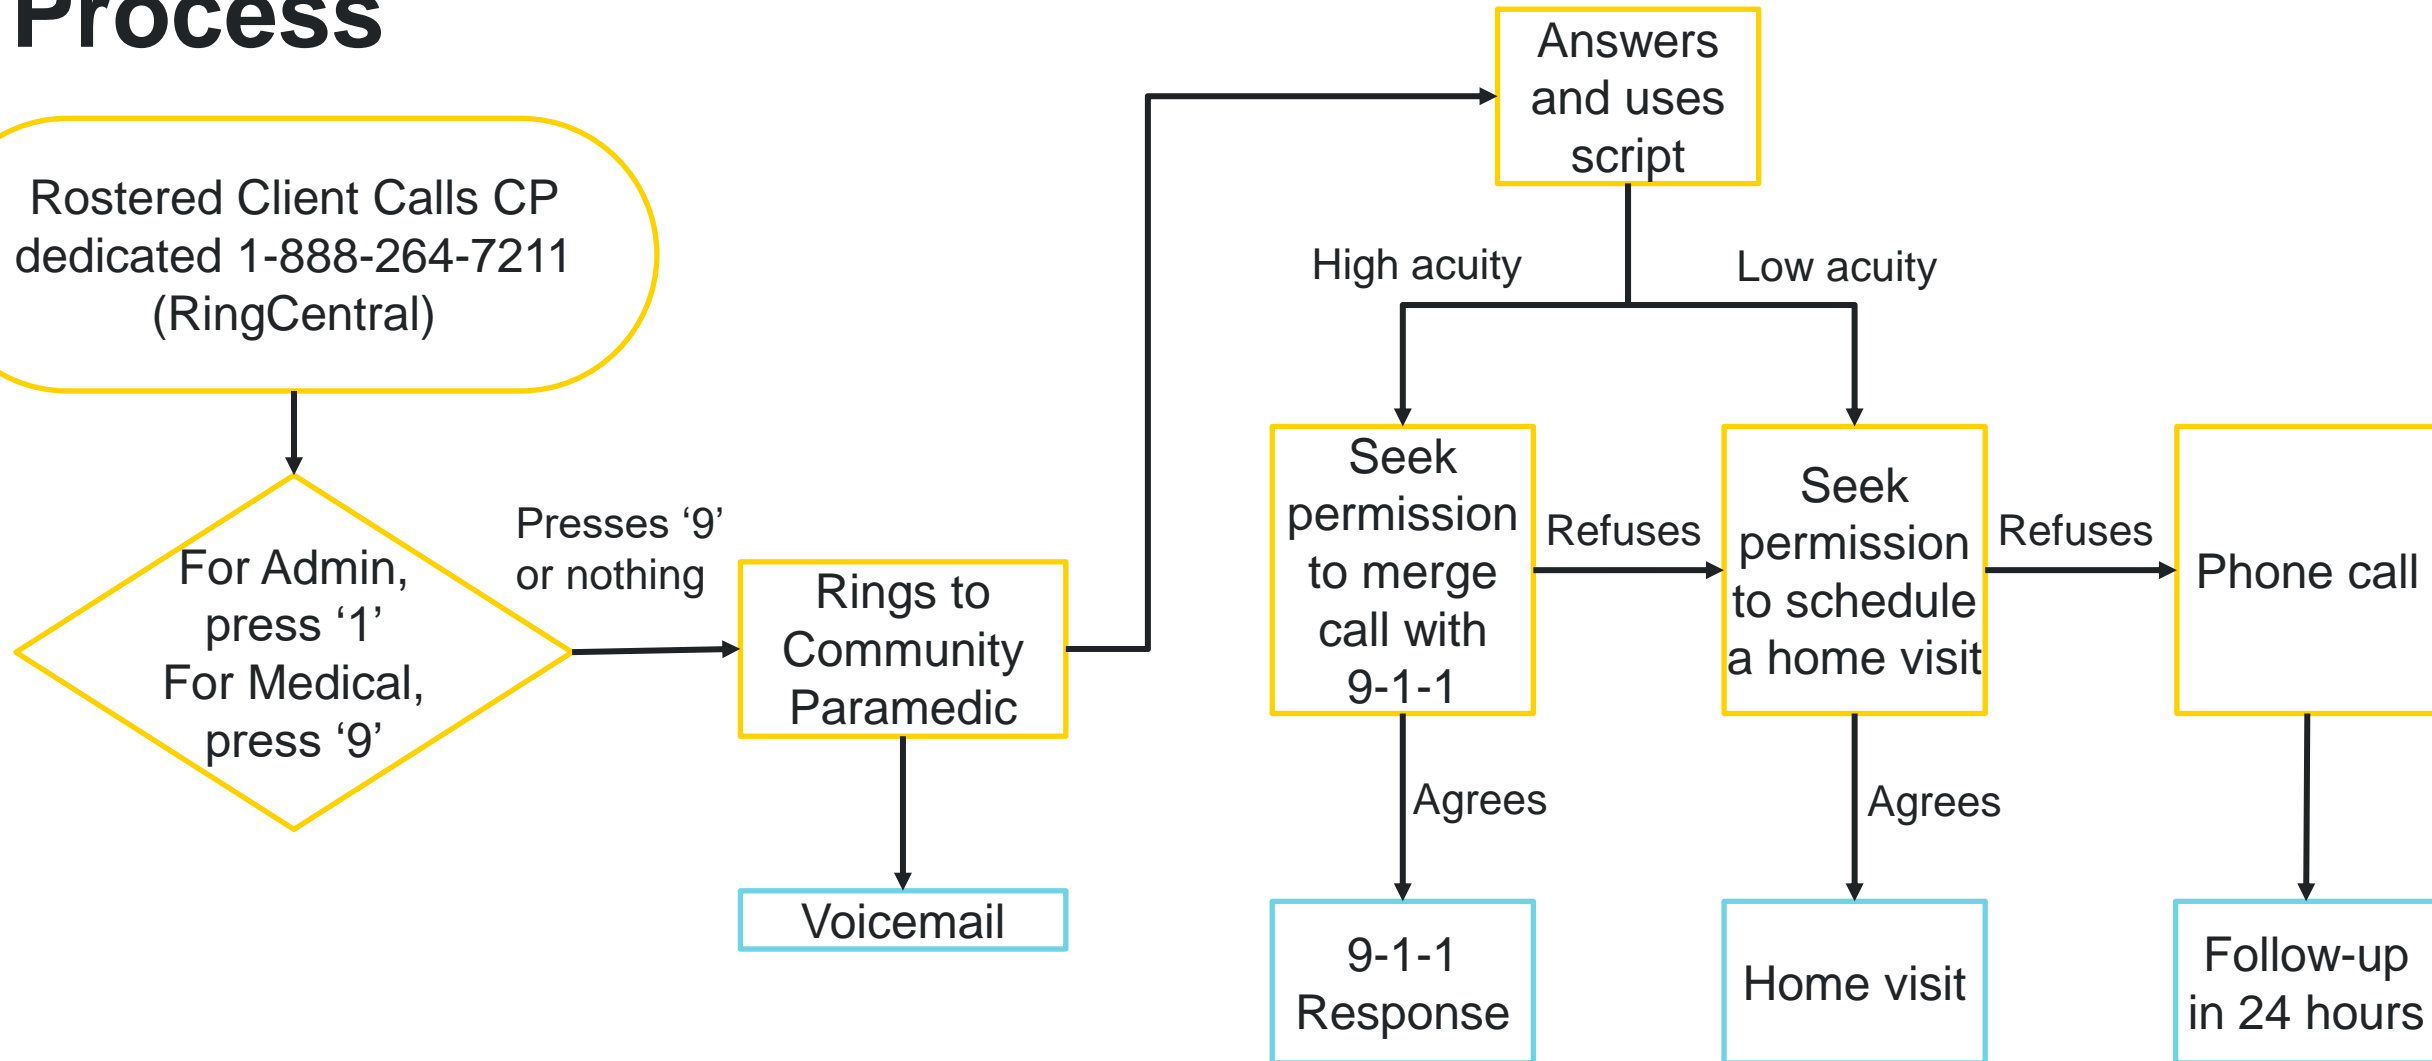 Process
Rostered Client Calls CP
dedicated 1-888-264-7211
(RingCentral)
For Admin,
press ‘1’
For Medical,
press ‘9’
Presses ‘9’
or nothing
Rings to
Community
Paramedic
Voicemail
Answers
and uses
script
High acuity
Low acuity
Seek
permission
to merge
call with
9-1-1
Refuses
Seek
permission
to schedule
a home visit
Refuses
Phone call
Agrees
Agrees
9-1-1
Response
Home visit
Follow-up
in 24 hours